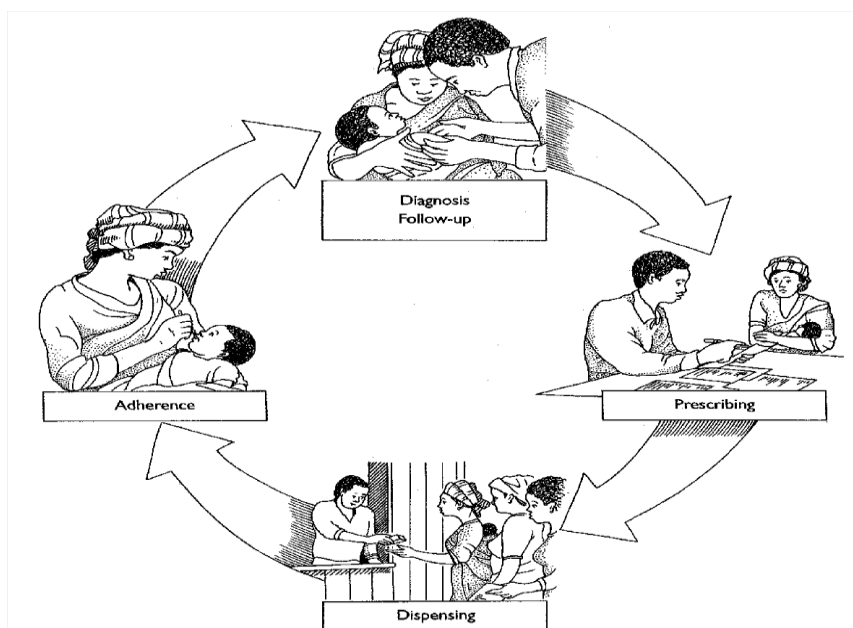 Diagnosis
Follow-up
Prescribing
Adherence
Dispensing